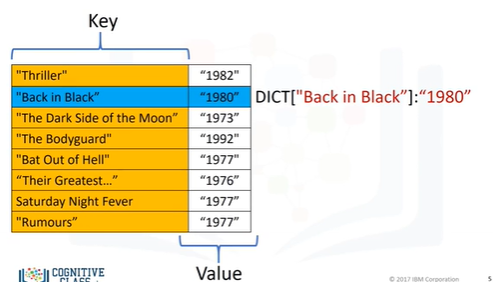 Key
"Thriller" "1982"
"Back in Black” “1980” DICT["Back in Black”]:“1980”
"The Dark Side of the Moon” “1973”
"The Bodyguard" "1992"
"Bat Out of Hell" "1977"
“Their Greatest...” “1976”
Saturday Night Fever “1977”
"Rumours” “1977”
Value
COGNITIVE
CLASS
© 2017 IBM Corporation 5